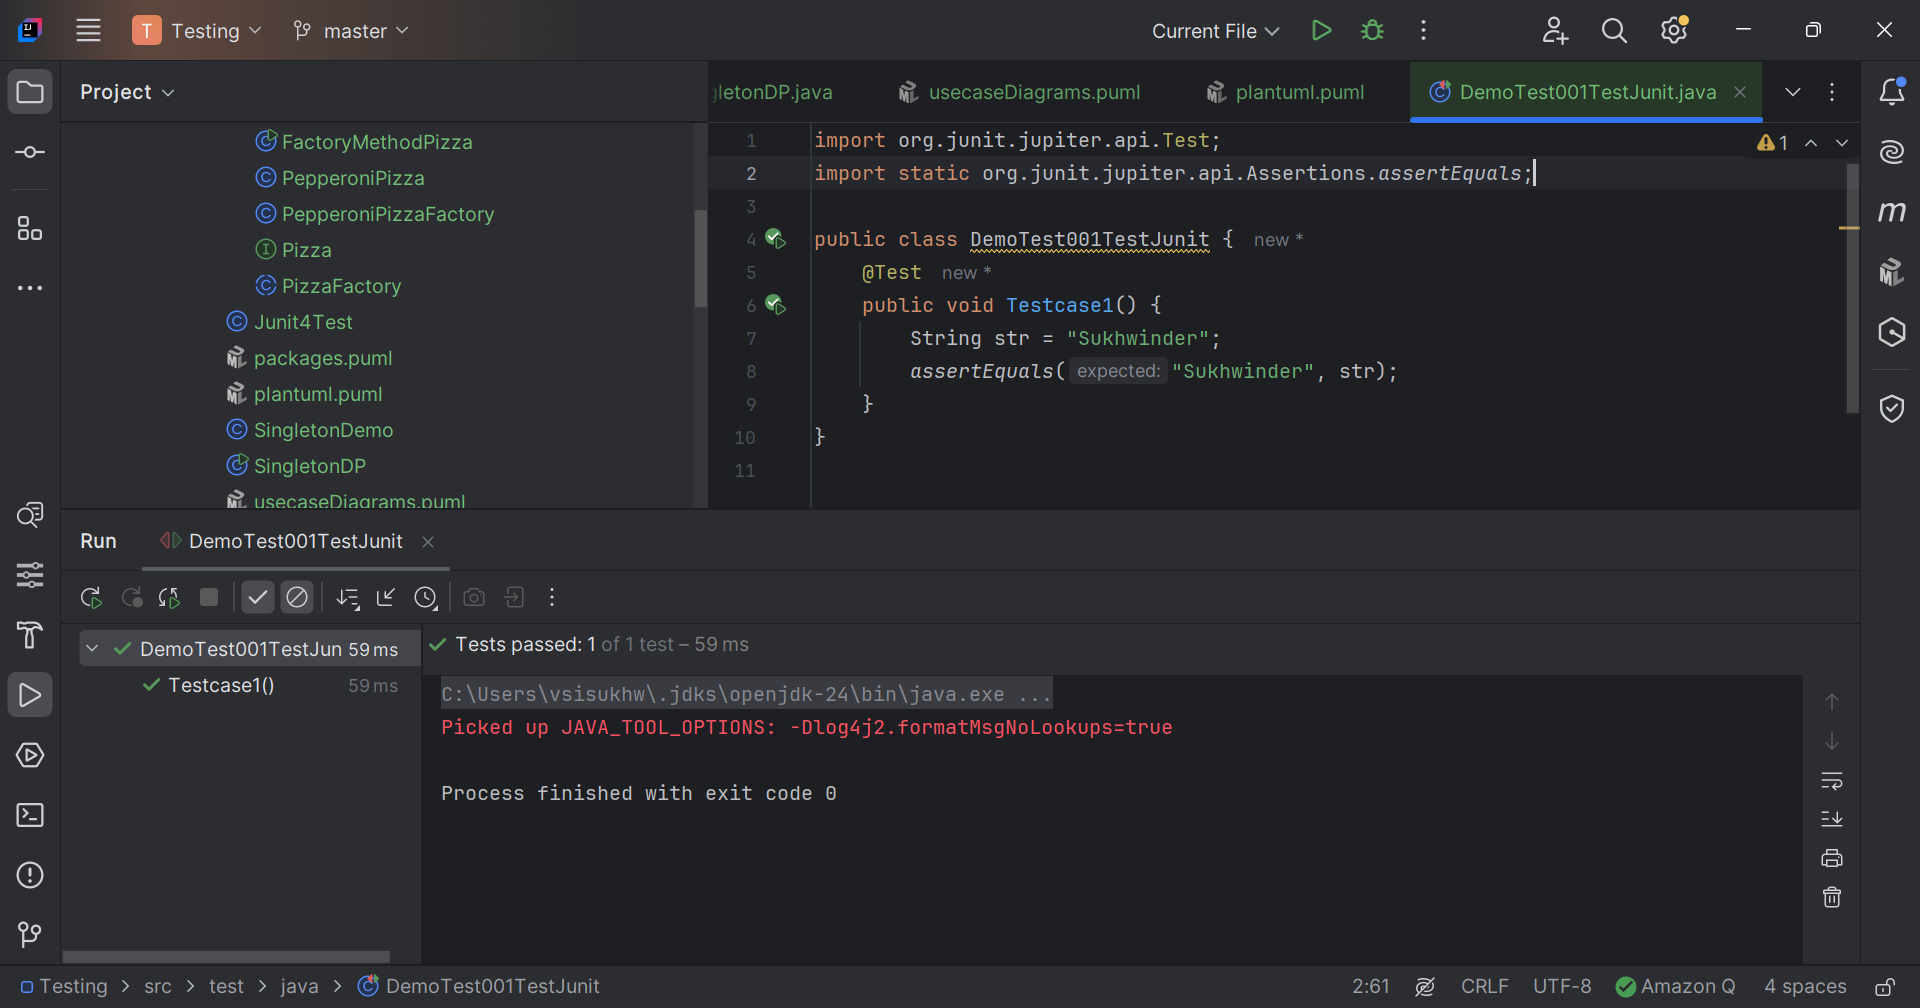 T Testing master Current File
Project
gletonDP.java usecaseDiagrams.puml plantuml.puml DemoTest001TestJunit.java
FactoryMethodPizza
PepperoniPizza
PepperoniPizzaFactory
Pizza
PizzaFactory
Junit4Test
packages.puml
plantuml.puml
SingletonDemo
SingletonDP
usecaseDiagrams.puml
1 import org.junit.jupiter.api.Test; 1
2 import static org.junit.jupiter.api.Assertions.assertEquals;
3
4 public class DemoTest001TestJunit { new *
5 @Test new *
6 public void Testcase1() {
7 String str = "Sukhwinder";
8 assertEquals( expected: "Sukhwinder", str);
9 }
10 }
11
Run DemoTest001TestJunit
DemoTest001TestJun 59 ms
Testcase1() 59 ms
Tests passed: 1 of 1 test – 59 ms
C:\Users\vsisukhw\.jdks\openjdk-24\bin\java.exe ...
Picked up JAVA_TOOL_OPTIONS: -Dlog4j2.formatMsgNoLookups=true
Process finished with exit code 0
Testing > src > test > java > DemoTest001TestJunit 2:61 CRLF UTF-8 Amazon Q 4 spaces